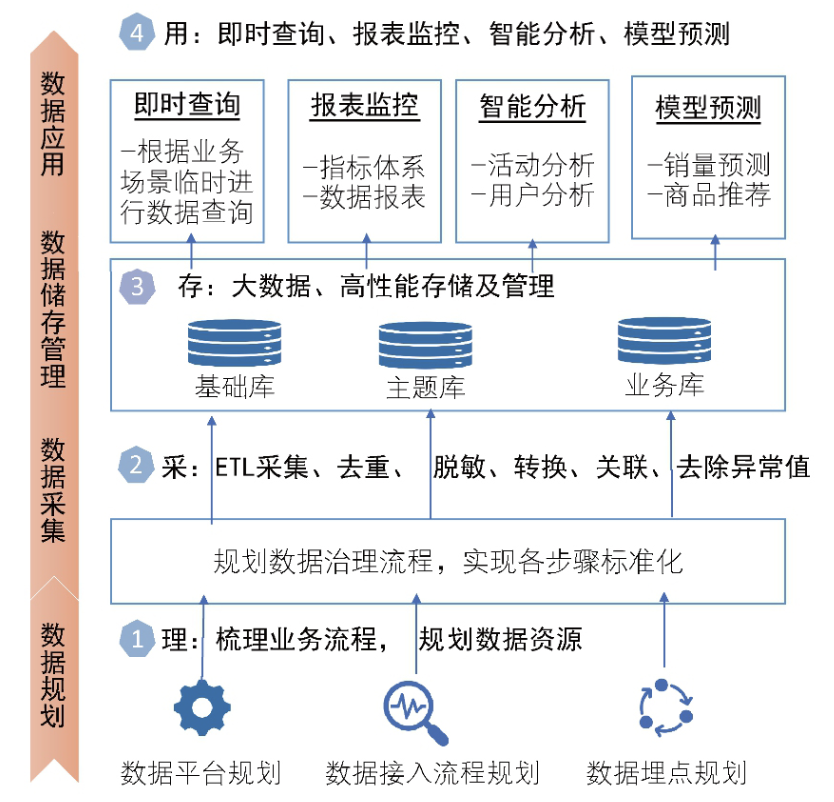 4 用：即时查询、报表监控、智能分析、模型预测
数据应用
即时查询
–根据业务
场景临时进
行数据查询
报表监控
–指标体系
–数据报表
智能分析
–活动分析
–用户分析
模型预测
–销量预测
–商品推荐
数据储存管理
3 存：大数据、高性能存储及管理
基础库
主题库
业务库
数据采集
2 采：ETL采集、去重、 脱敏、转换、关联、去除异常值
规划数据治理流程，实现各步骤标准化
数据规划
1 理：梳理业务流程， 规划数据资源
数据平台规划
数据接入流程规划
数据埋点规划